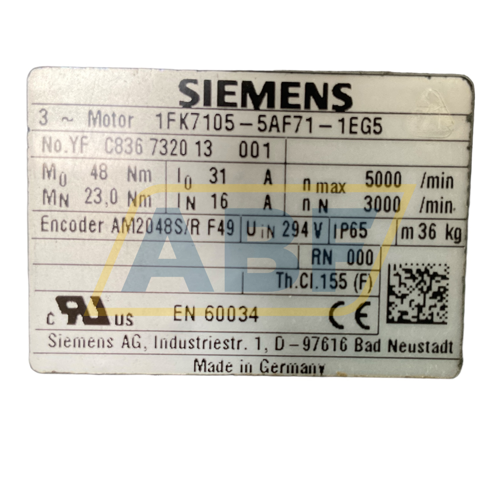 SIEMENS
3 ~ Motor 1FK7105-5AF71-1EG5
No.YF C836 7320 13 001
M0 48 Nm I0 31 A n max 5000 /min
MN 23,0 Nm IN 16 A n N 3000 /min
Encoder AM2048S/R F49 UIN 294 V IP65 m 36 kg
RN 000
Th.Cl.155 (F)
c RU US EN 60034 CE
Siemens AG, Industriestr. 1, D-97616 Bad Neustadt
Made in Germany
ABF